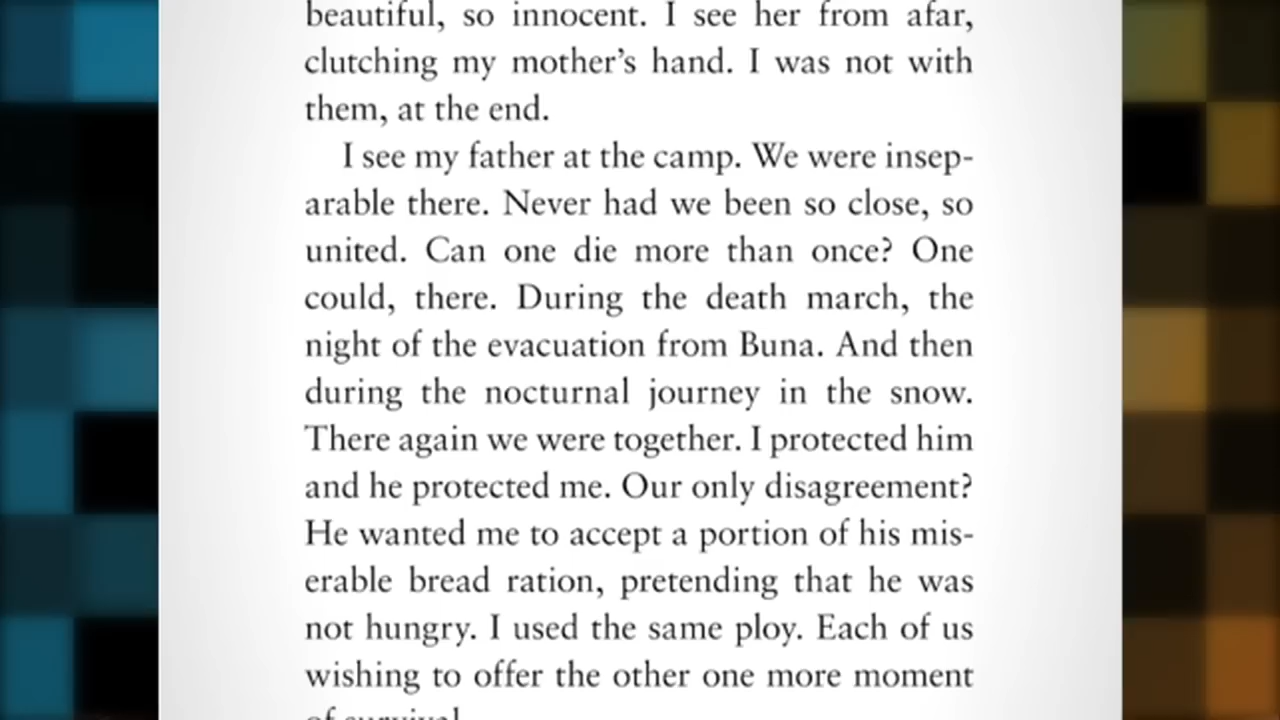 beautiful, so innocent. I see her from afar,
clutching my mother’s hand. I was not with
them, at the end.
I see my father at the camp. We were insep-
arable there. Never had we been so close, so
united. Can one die more than once? One
could, there. During the death march, the
night of the evacuation from Buna. And then
during the nocturnal journey in the snow.
There again we were together. I protected him
and he protected me. Our only disagreement?
He wanted me to accept a portion of his mis-
erable bread ration, pretending that he was
not hungry. I used the same ploy. Each of us
wishing to offer the other one more moment
of survival.